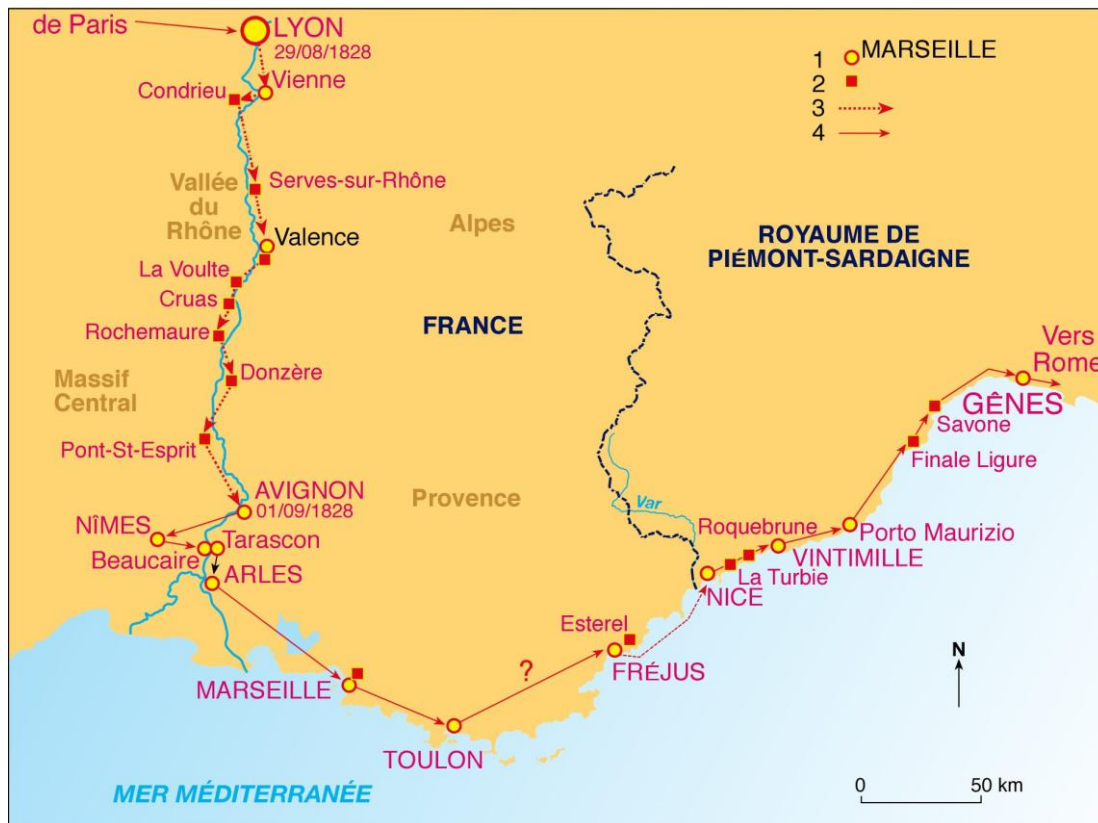 de Paris
LYON
29/08/1828
Vienne
Condrieu
1 MARSEILLE
2
3
4
Serves-sur-Rhône
Vallée
du
Rhône
Alpes
Valence
La Voulte
Cruas
Rochemaure
FRANCE
ROYAUME DE
PIÉMONT-SARDAIGNE
Donzère
Massif
Central
Pont-St-Esprit
Vers
Rome
GÊNES
Savone
Finale Ligure
AVIGNON
01/09/1828
Provence
Var
NÎMES
Tarascon
Beaucaire
ARLES
Roquebrune
Porto Maurizio
VINTIMILLE
La Turbie
NICE
Esterel
?
FRÉJUS
MARSEILLE
TOULON
N
MER MÉDITERRANÉE
0 50 km